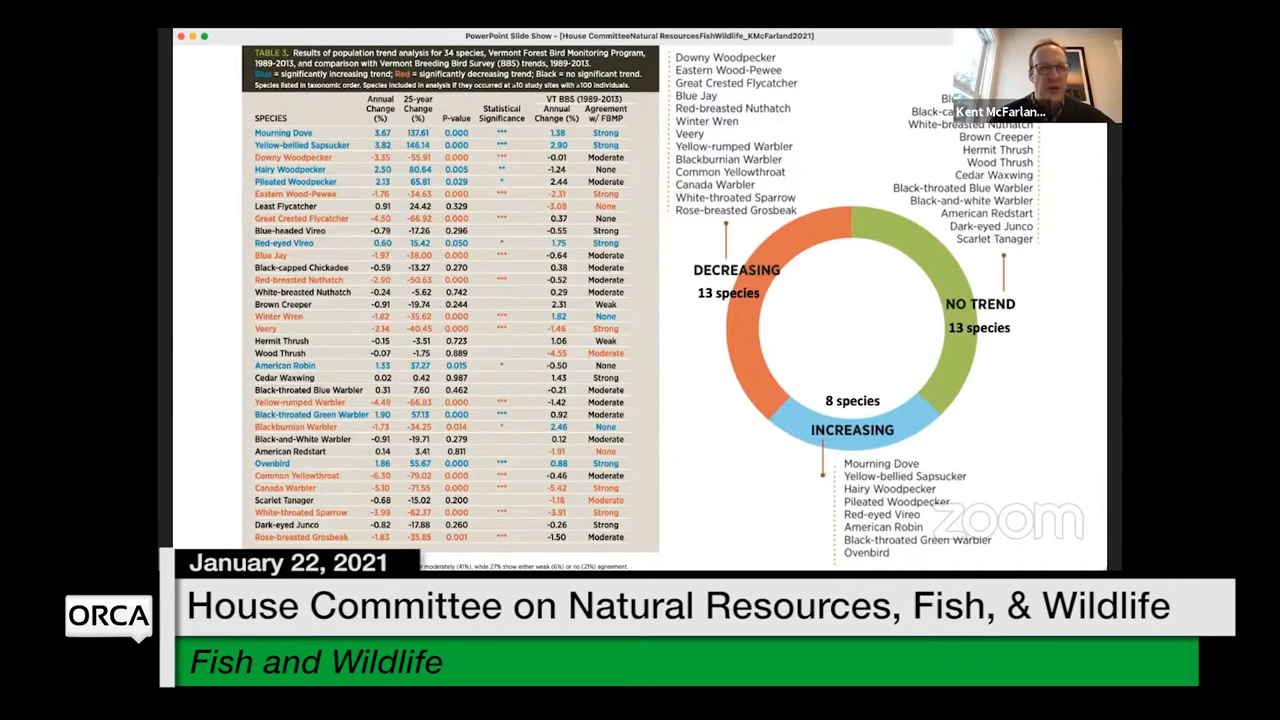 PowerPoint Slide Show - [House CommitteeNatural ResourcesFishWildlife_KMcFarland2021]
TABLE 3. Results of population trend analysis for 34 species, Vermont Forest Bird Monitoring Program,
1989-2013, and comparison with Vermont Breeding Bird Survey (BBS) trends, 1989-2013.
Blue = significantly increasing trend; Red = significantly decreasing trend; Black = no significant trend.
Species listed in taxonomic order. Species included in analysis if they occurred at ≥10 study sites with ≥100 individuals.
SPECIES Annual Change (%) 25-year Change (%) P-value Statistical Significance VT BBS (1989-2013) Annual Change (%) Agreement w/ FBMP
Mourning Dove 3.67 137.61 0.000 *** 1.38 Strong
Yellow-bellied Sapsucker 3.82 146.14 0.000 *** 2.90 Strong
Downy Woodpecker -3.35 -55.91 0.000 *** -0.01 Moderate
Hairy Woodpecker 2.50 80.64 0.005 ** -1.24 None
Pileated Woodpecker 2.13 65.81 0.029 * 2.44 Moderate
Eastern Wood-Pewee -1.76 -34.63 0.000 *** -2.31 Strong
Least Flycatcher 0.91 24.42 0.329 -3.08 None
Great Crested Flycatcher -4.50 -66.92 0.000 *** 0.37 None
Blue-headed Vireo -0.79 -17.26 0.296 -0.55 Strong
Red-eyed Vireo 0.60 15.42 0.050 * 1.75 Strong
Blue Jay -1.97 -38.00 0.000 *** -0.64 Moderate
Black-capped Chickadee -0.59 -13.27 0.270 0.38 Moderate
Red-breasted Nuthatch -2.90 -50.63 0.000 *** -0.52 Moderate
White-breasted Nuthatch -0.24 -5.62 0.742 0.29 Moderate
Brown Creeper -0.91 -19.74 0.244 2.31 Weak
Winter Wren -1.82 -35.62 0.000 *** 1.82 None
Veery -2.14 -40.45 0.000 *** -1.46 Strong
Hermit Thrush -0.15 -3.51 0.723 1.06 Weak
Wood Thrush -0.07 -1.75 0.889 -4.55 Moderate
American Robin 1.33 37.27 0.015 * -0.50 None
Cedar Waxwing 0.02 0.42 0.987 1.43 Strong
Black-throated Blue Warbler 0.31 7.60 0.462 -0.21 Moderate
Yellow-rumped Warbler -4.49 -66.83 0.000 *** -1.42 Moderate
Black-throated Green Warbler 1.90 57.13 0.000 *** 0.92 Moderate
Blackburnian Warbler -1.73 -34.25 0.014 * 2.46 None
Black-and-White Warbler -0.91 -19.71 0.279 0.12 Moderate
American Redstart 0.14 3.41 0.811 -1.91 None
Ovenbird 1.86 55.67 0.000 *** 0.88 Strong
Common Yellowthroat -6.30 -79.02 0.000 *** -0.46 Moderate
Canada Warbler -5.10 -71.55 0.000 *** -5.42 Strong
Scarlet Tanager -0.68 -15.02 0.200 -1.18 Moderate
White-throated Sparrow -3.99 -62.37 0.000 *** -3.91 Strong
Dark-eyed Junco -0.82 -17.88 0.260 -0.26 Strong
Rose-breasted Grosbeak -1.83 -35.85 0.001 *** -1.50 Moderate
moderately (41%), while 27% show either weak (6%) or no (21%) agreement.
Downy Woodpecker
Eastern Wood-Pewee
Great Crested Flycatcher
Blue Jay
Red-breasted Nuthatch
Winter Wren
Veery
Yellow-rumped Warbler
Blackburnian Warbler
Common Yellowthroat
Canada Warbler
White-throated Sparrow
Rose-breasted Grosbeak
DECREASING
13 species
Kent McFarlan...
White-breasted Nuthatch
Brown Creeper
Hermit Thrush
Wood Thrush
Cedar Waxwing
Black-throated Blue Warbler
Black-and-white Warbler
American Redstart
Dark-eyed Junco
Scarlet Tanager
NO TREND
13 species
8 species
INCREASING
Mourning Dove
Yellow-bellied Sapsucker
Hairy Woodpecker
Pileated Woodpecker
Red-eyed Vireo
American Robin
Black-throated Green Warbler
Ovenbird
zoom
January 22, 2021
ORCA
House Committee on Natural Resources, Fish, & Wildlife
Fish and Wildlife